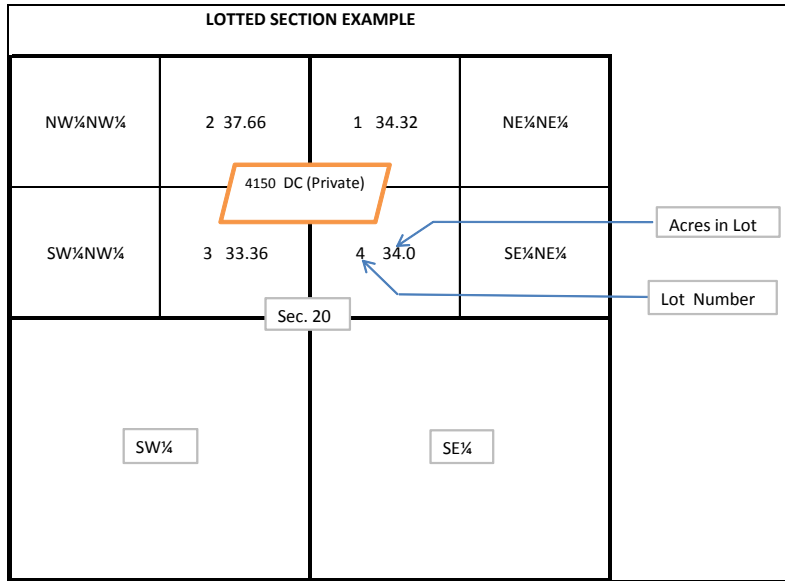 LOTTED SECTION EXAMPLE
NW¼NW¼
2 37.66
1 34.32
NE¼NE¼
4150 DC (Private)
SW¼NW¼
3 33.36
4 34.0
SE¼NE¼
Acres in Lot
Lot Number
Sec. 20
SW¼
SE¼